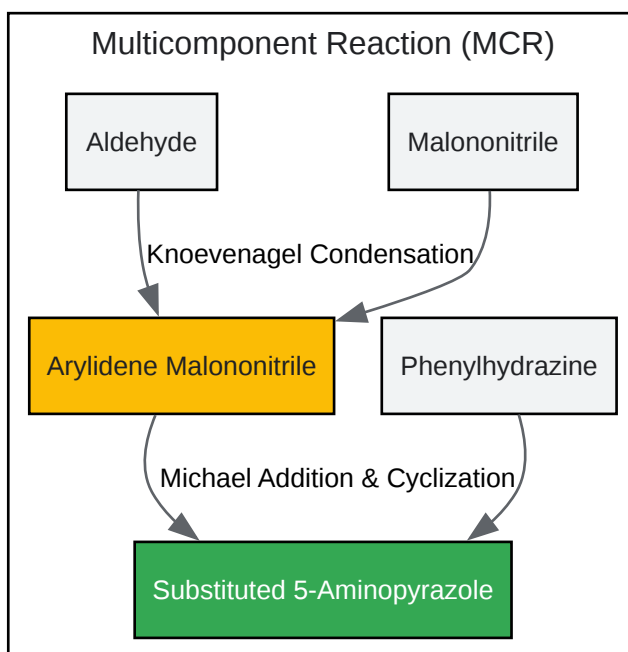 Multicomponent Reaction (MCR)
Aldehyde
Malononitrile
Knoevenagel Condensation
Arylidene Malononitrile
Phenylhydrazine
Michael Addition & Cyclization
Substituted 5-Aminopyrazole